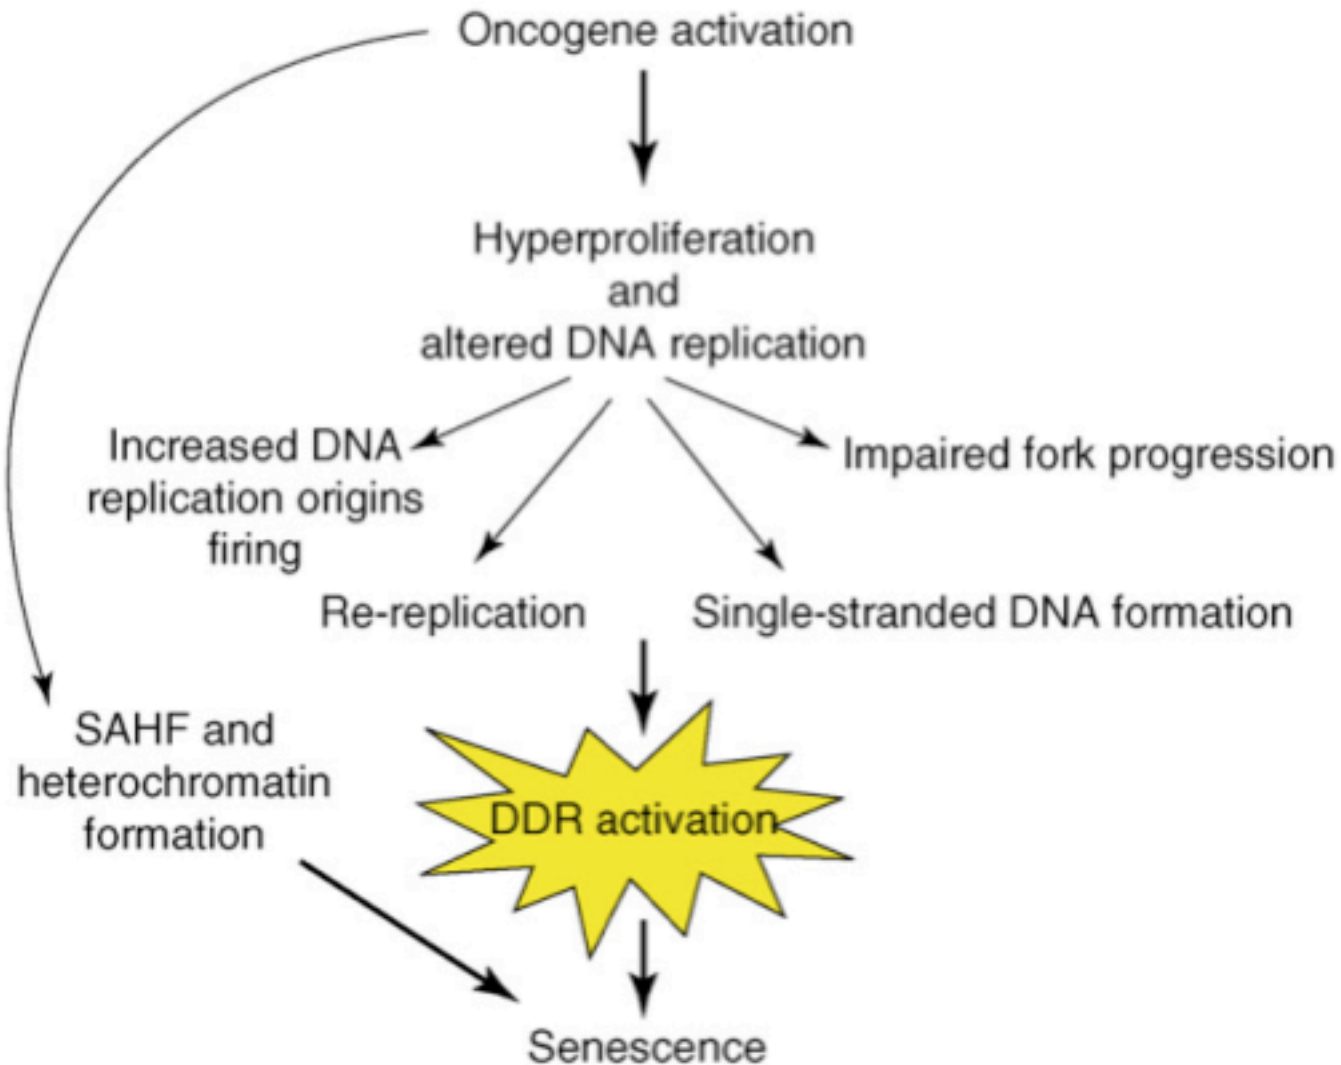 Oncogene activation
Hyperproliferation
and
altered DNA replication
Increased DNA
replication origins
firing
Impaired fork progression
Re-replication
Single-stranded DNA formation
SAHF and
heterochromatin
formation
DDR activation
Senescence